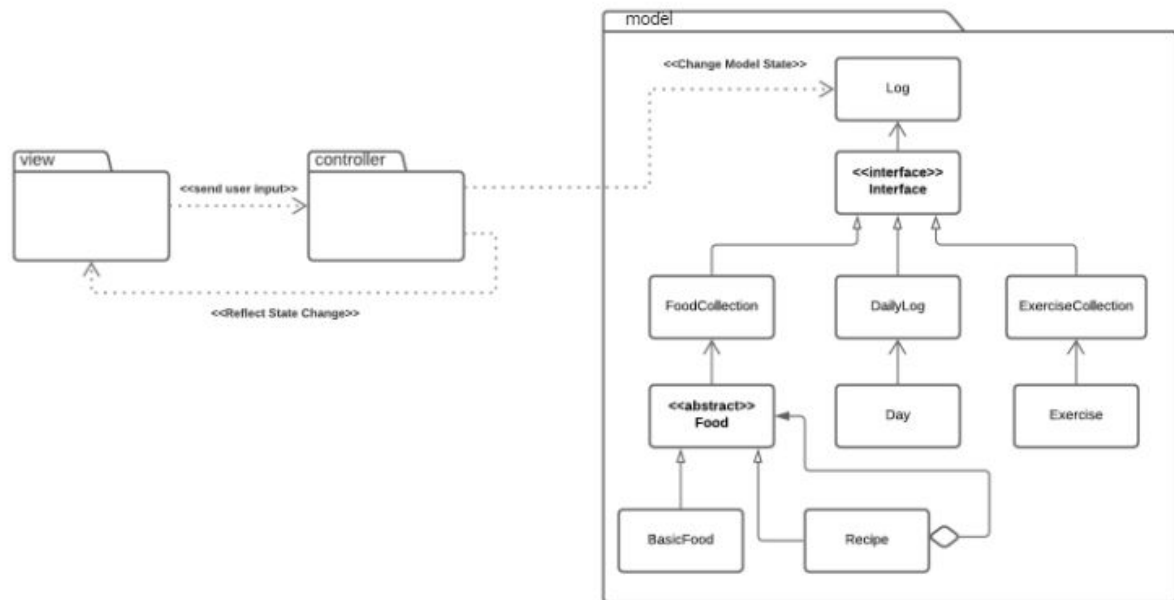 model
<<Change Model State>>
Log
view
controller
<<send user input>>
<<interface>>
Interface
<<Reflect State Change>>
FoodCollection
DailyLog
ExerciseCollection
<<abstract>>
Food
Day
Exercise
BasicFood
Recipe